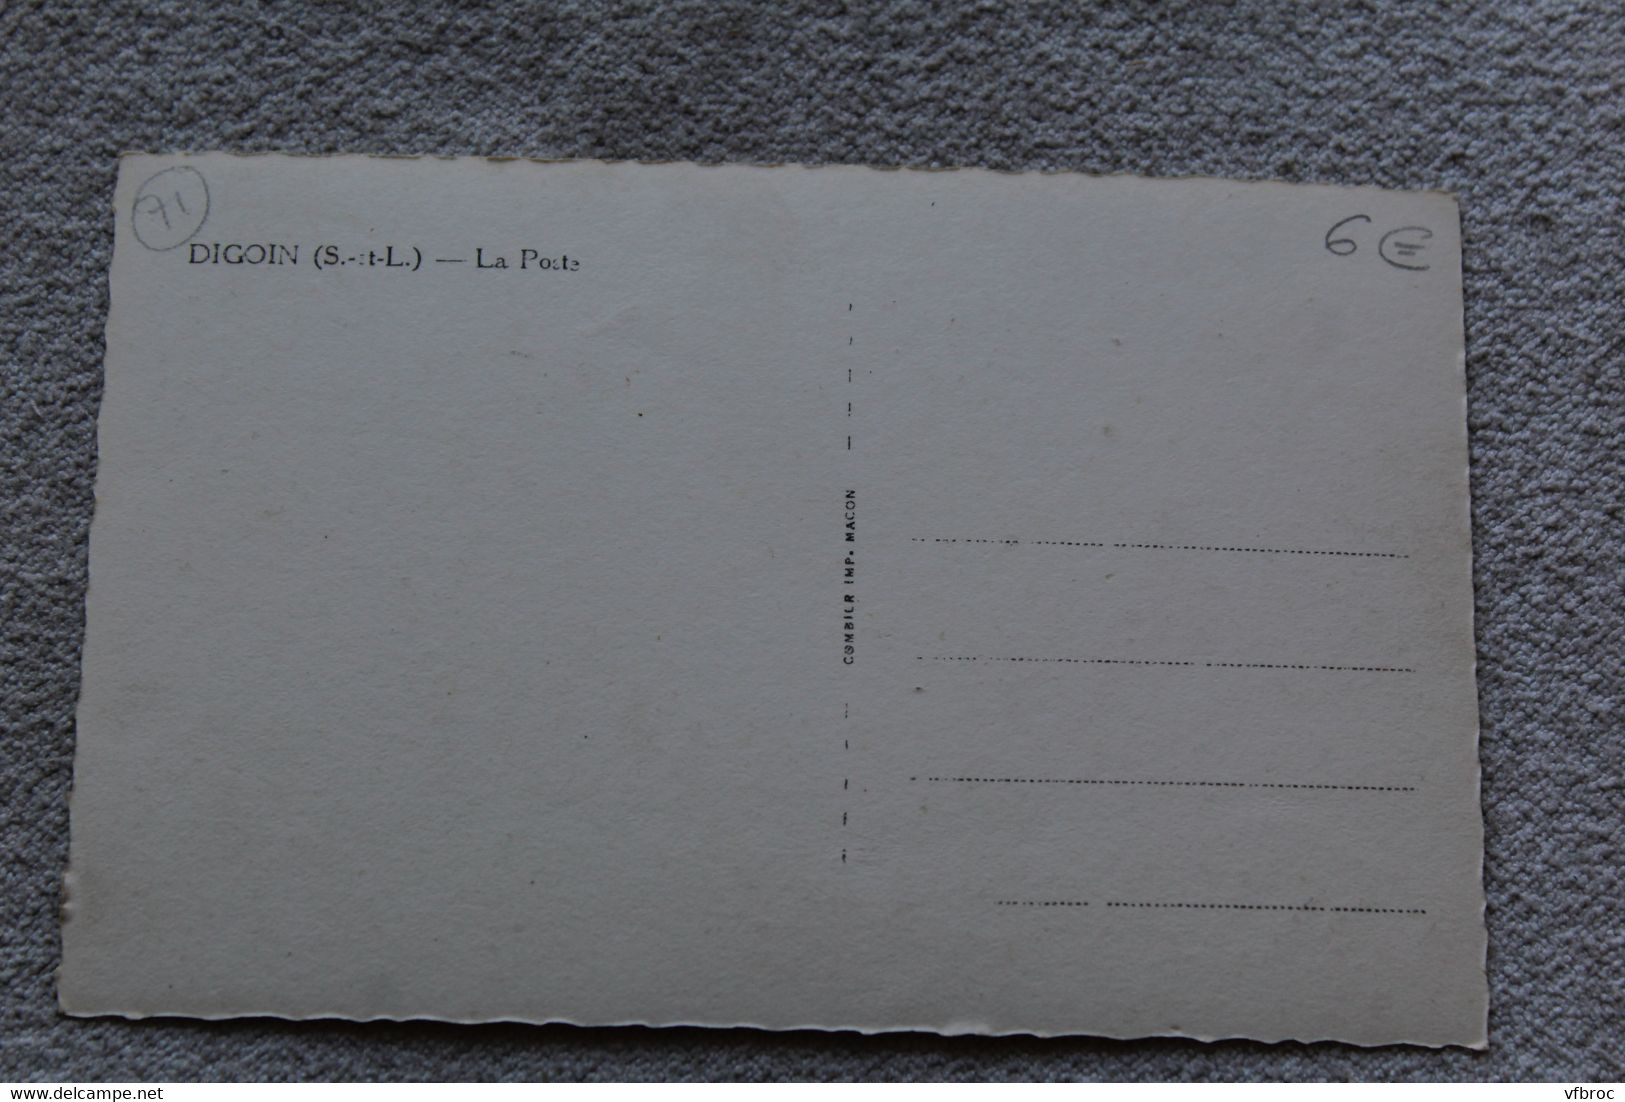 71
6 €
DIGOIN (S.-et-L.) — La Poste
COMBIER IMP. MACON
www.delcampe.net
vfbroc